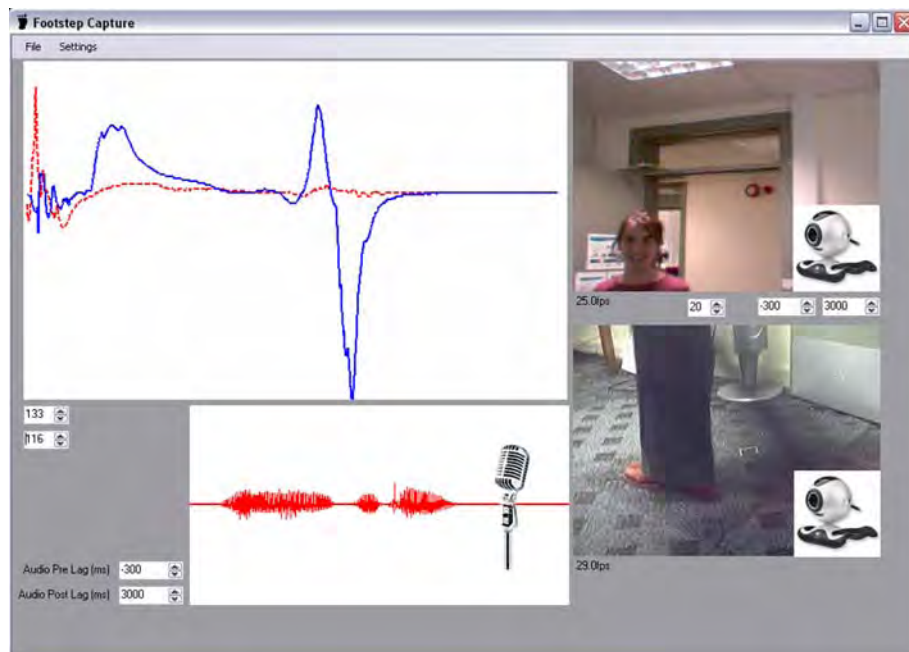 Footstep Capture
File Settings
25.0fps
20 -300 3000
133
116
29.0fps
Audio Pre Lag (ms) -300
Audio Post Lag (ms) 3000